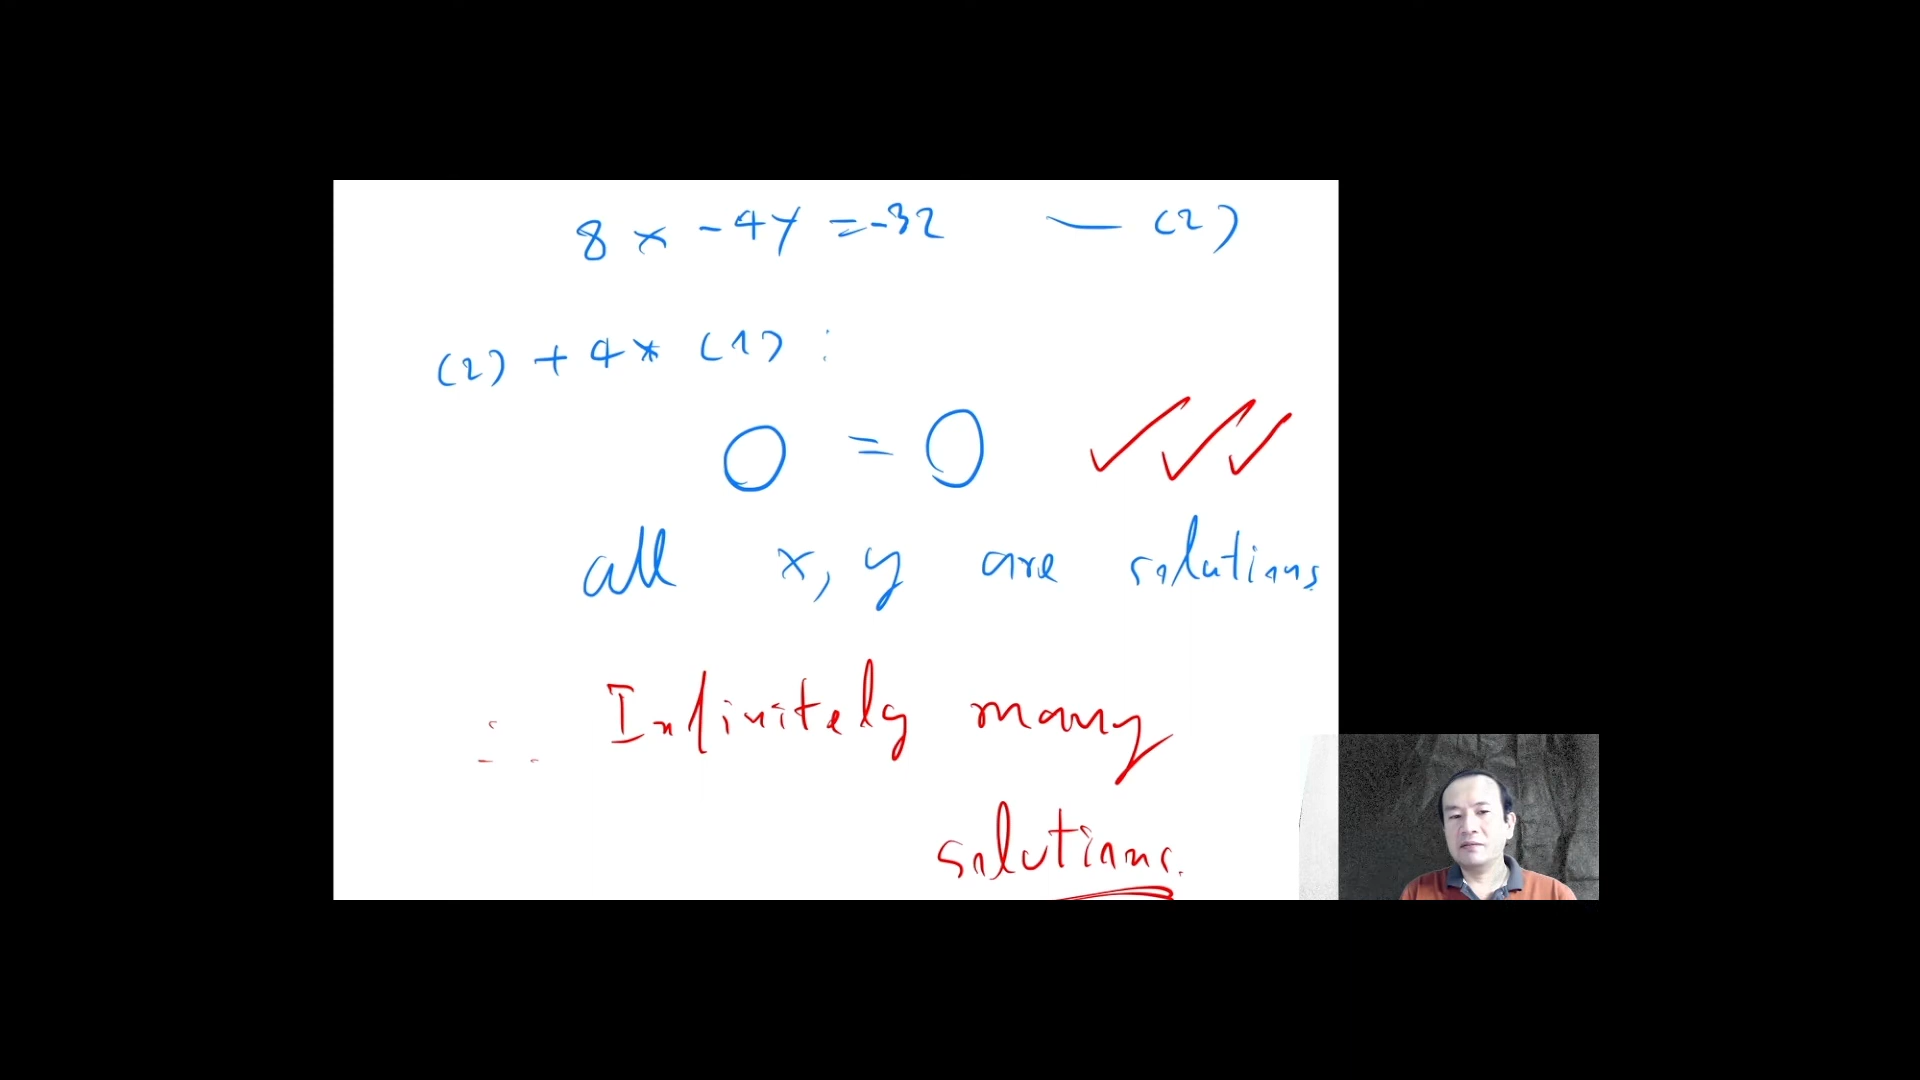 8x - 4y = -32 — (2)
(2) + 4* (1) :
0 = 0 ✓✓✓
all x, y are solutions
∴ Infinitely many
solutions.